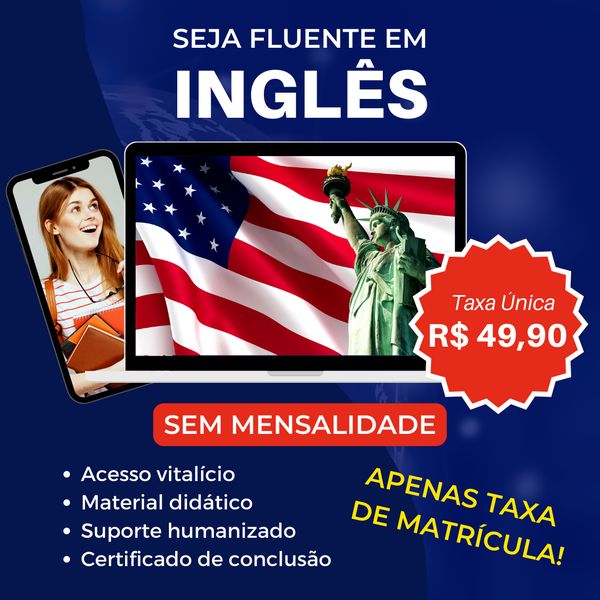 SEJA FLUENTE EM
INGLÊS
Taxa Única
R$ 49,90
SEM MENSALIDADE
• Acesso vitalício
• Material didático
• Suporte humanizado
• Certificado de conclusão
APENAS TAXA
DE MATRÍCULA!